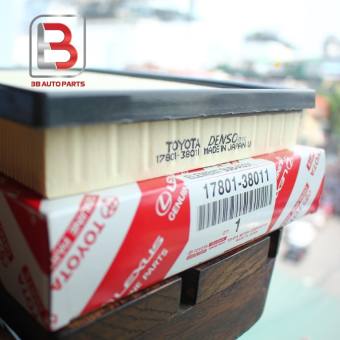 3B AUTO PARTS
TOYOTA DENSO
17801-38011 MADE IN JAPAN
17801-38011
1
TOYOTA
LEXUS
GENUINE PARTS